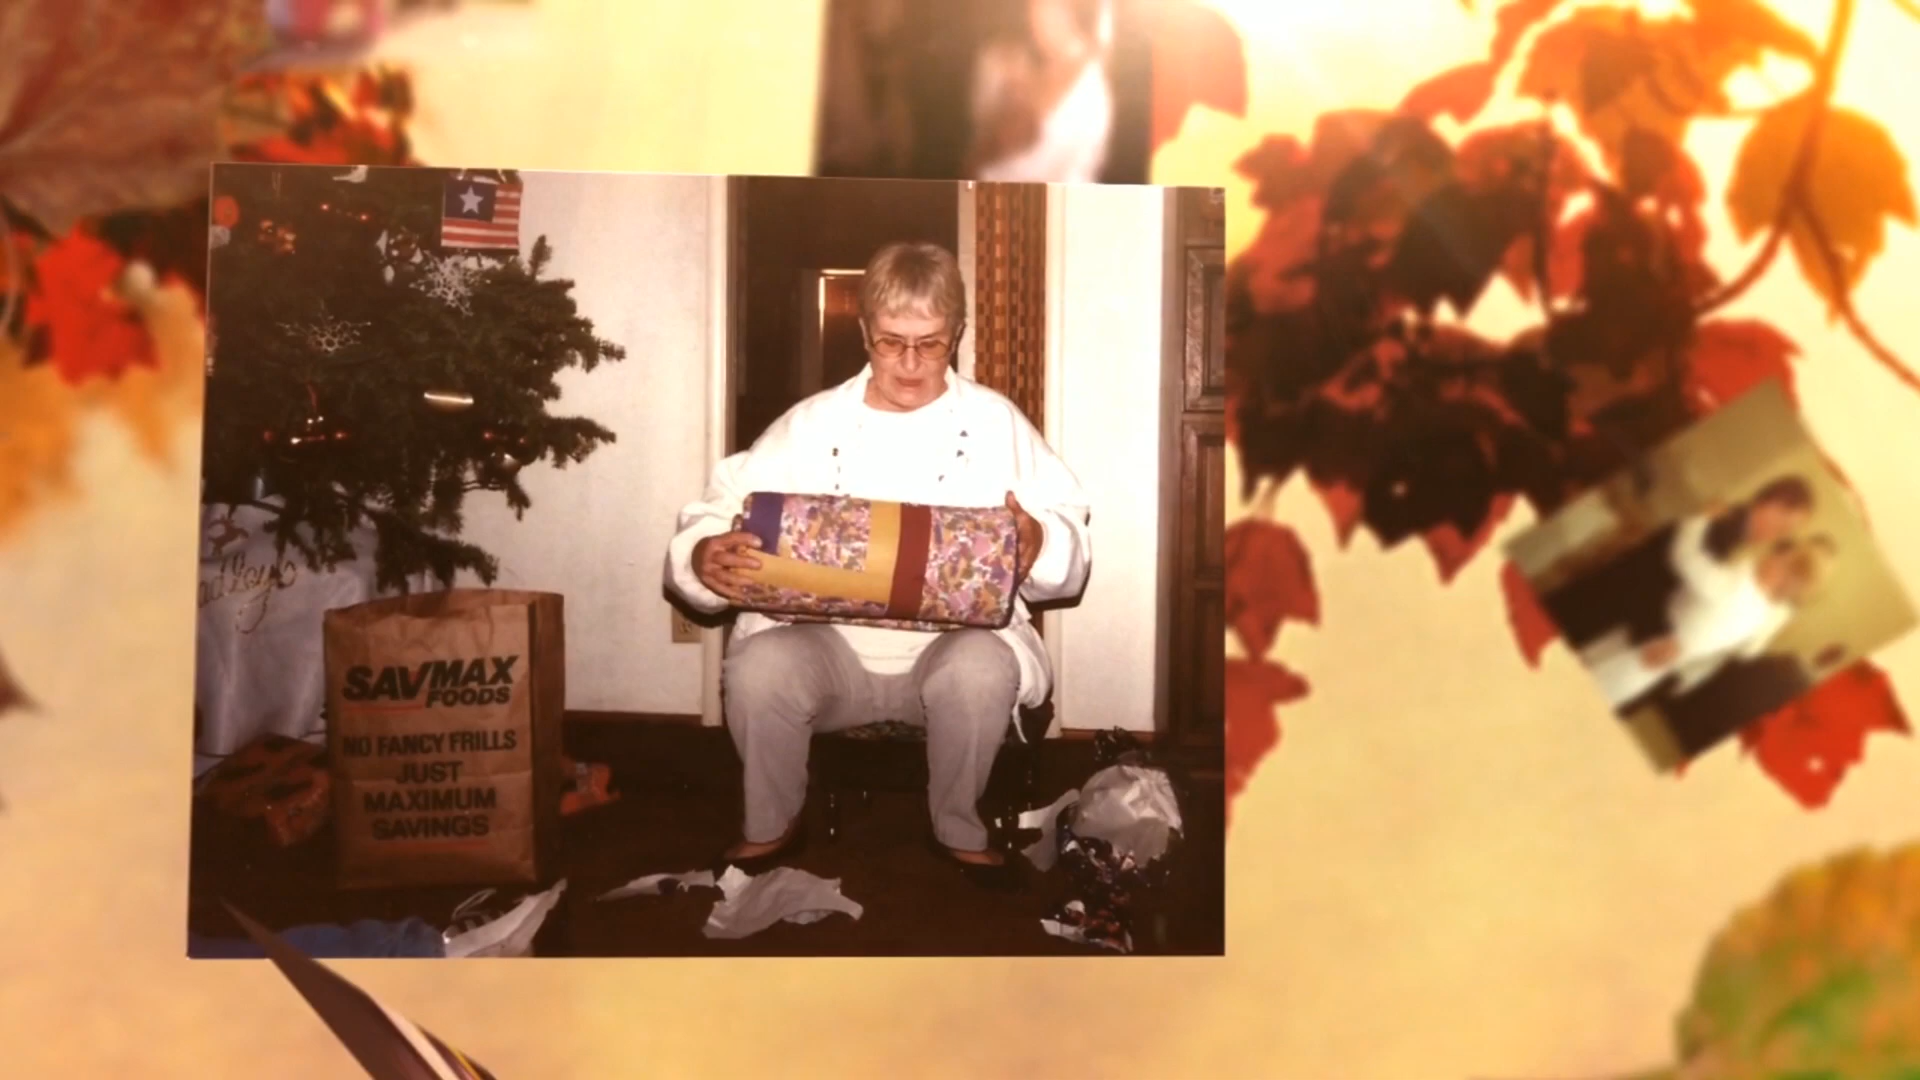 SAVMAX
FOODS
NO FANCY FRILLS
JUST
MAXIMUM
SAVINGS